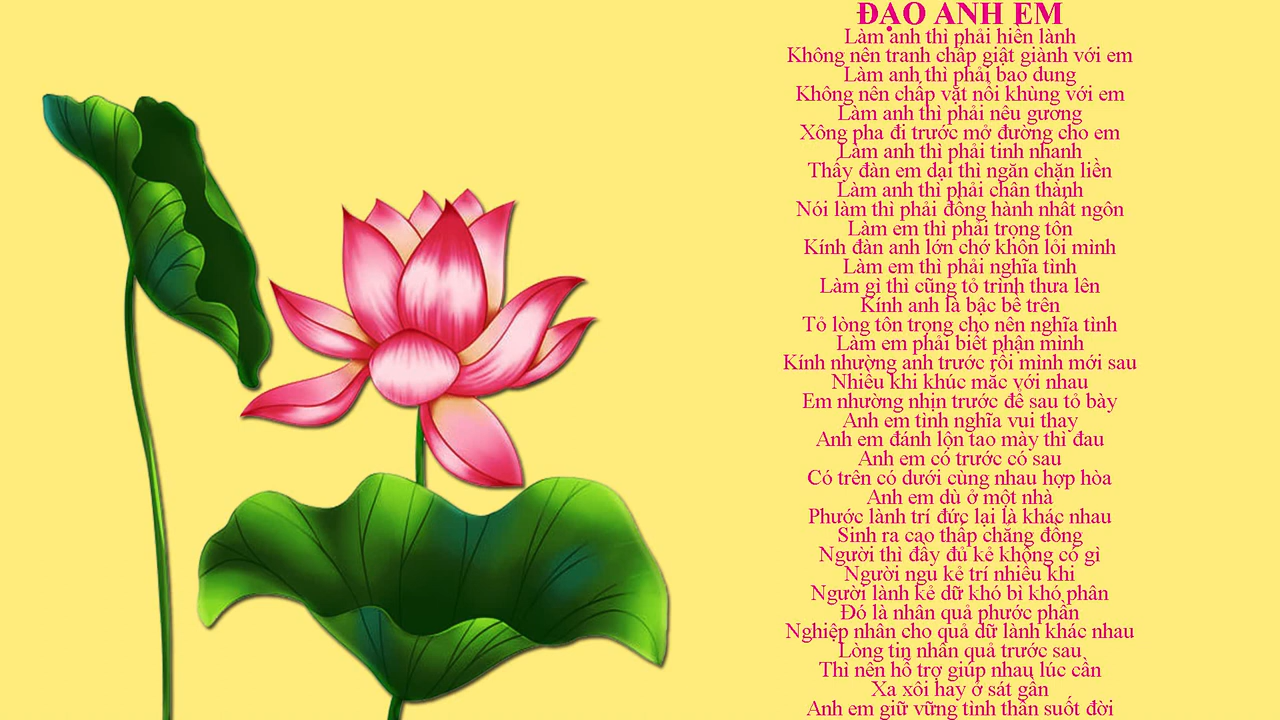 ĐẠO ANH EM
Làm anh thì phải hiền lành
Không nên tranh chấp giật giành với em
Làm anh thì phải bao dung
Không nên chấp vặt nổi khùng với em
Làm anh thì phải nêu gương
Xông pha đi trước mở đường cho em
Làm anh thì phải tinh nhanh
Thấy đàn em dại thì ngăn chặn liền
Làm anh thì phải chân thành
Nói làm thì phải đồng hành nhất ngôn
Làm em thì phải trọng tôn
Kính đàn anh lớn chớ khôn lỏi mình
Làm em thì phải nghĩa tình
Làm gì thì cũng tỏ trình thưa lên
Kính anh là bậc bề trên
Tỏ lòng tôn trọng cho nên nghĩa tình
Làm em phải biết phận mình
Kính nhường anh trước rồi mình mới sau
Nhiều khi khúc mắc với nhau
Em nhường nhịn trước để sau tỏ bày
Anh em tình nghĩa vui thay
Anh em đánh lộn tao mày thì đau
Anh em có trước có sau
Có trên có dưới cùng nhau hợp hòa
Anh em dù ở một nhà
Phước lành trí đức lại là khác nhau
Sinh ra cao thấp chẳng đồng
Người thì đầy đủ kẻ không có gì
Người ngu kẻ trí nhiều khi
Người lành kẻ dữ khó bì khó phân
Đó là nhân quả phước phần
Nghiệp nhân cho quả dữ lành khác nhau
Lòng tin nhân quả trước sau
Thì nên hỗ trợ giúp nhau lúc cần
Xa xôi hay ở sát gần
Anh em giữ vững tinh thần suốt đời